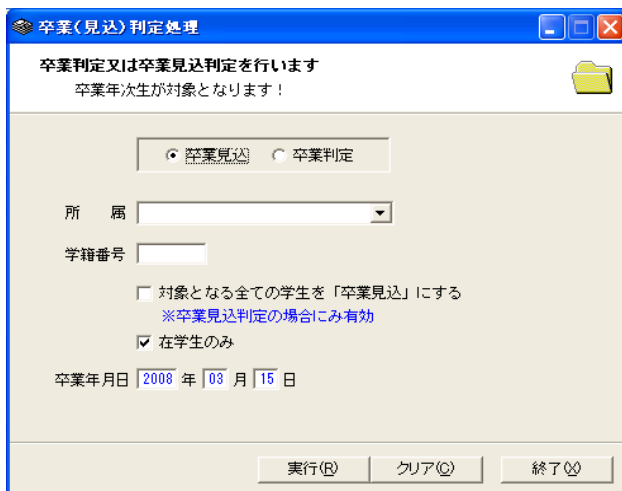 卒業(見込)判定処理
卒業判定又は卒業見込判定を行います
卒業年次生が対象となります！
卒業見込 卒業判定
所　属
学籍番号
対象となる全ての学生を「卒業見込」にする
※卒業見込判定の場合にみ有効
在学生のみ
卒業年月日 2008 年 03 月 15 日
実行(R) クリア(C) 終了(X)